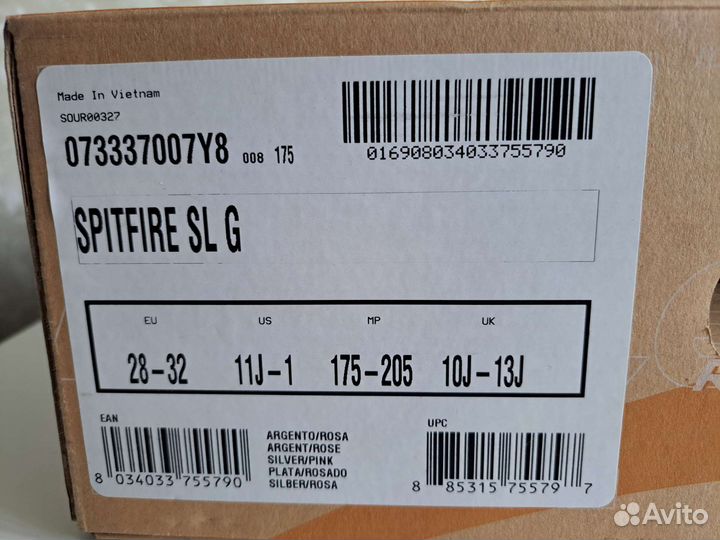 Made In Vietnam
SOUR00327
073337007Y8 008 175
016908034033755790
SPITFIRE SL G
EU US MP UK
28-32 11J-1 175-205 10J-13J
EAN
8 034033 755790
ARGENTO/ROSA
ARGENT/ROSE
SILVER/PINK
PLATA/ROSADO
SILBER/ROSA
UPC
8 85315 75579 7
Avito